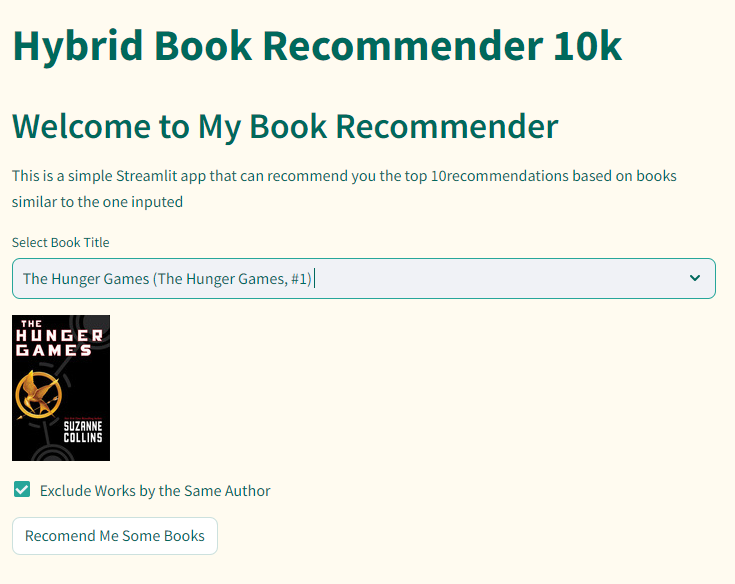 Hybrid Book Recommender 10k
Welcome to My Book Recommender
This is a simple Streamlit app that can recommend you the top 10recommendations based on books
similar to the one inputed
Select Book Title
The Hunger Games (The Hunger Games, #1)
THE
HUNGER
GAMES
SUZANNE
COLLINS
Exclude Works by the Same Author
Recomend Me Some Books